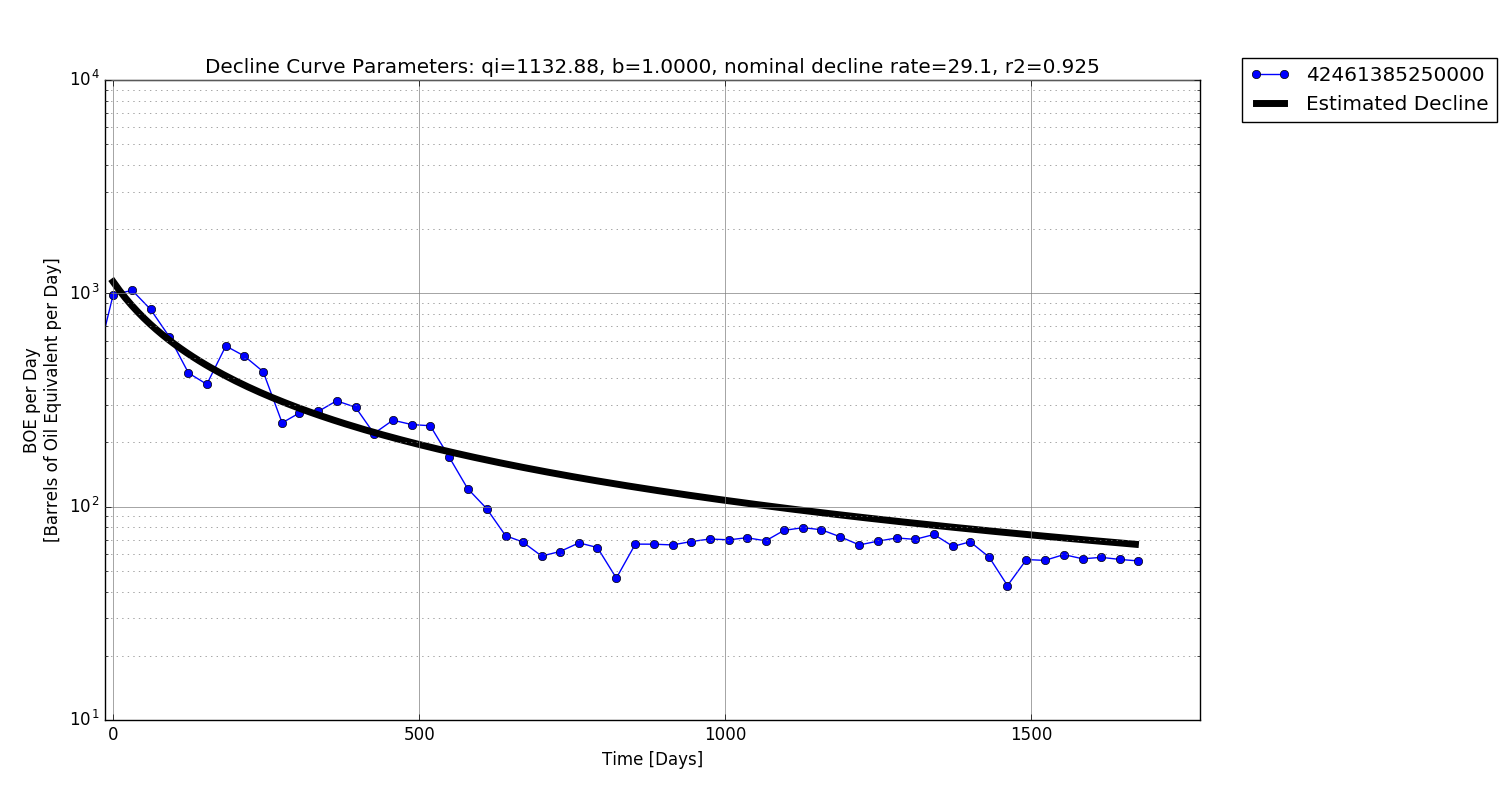 Decline Curve Parameters: qi=1132.88, b=1.0000, nominal decline rate=29.1, r2=0.925
42461385250000
Estimated Decline
10^4
10^3
10^2
10^1
BOE per Day
[Barrels of Oil Equivalent per Day]
0 500 1000 1500
Time [Days]